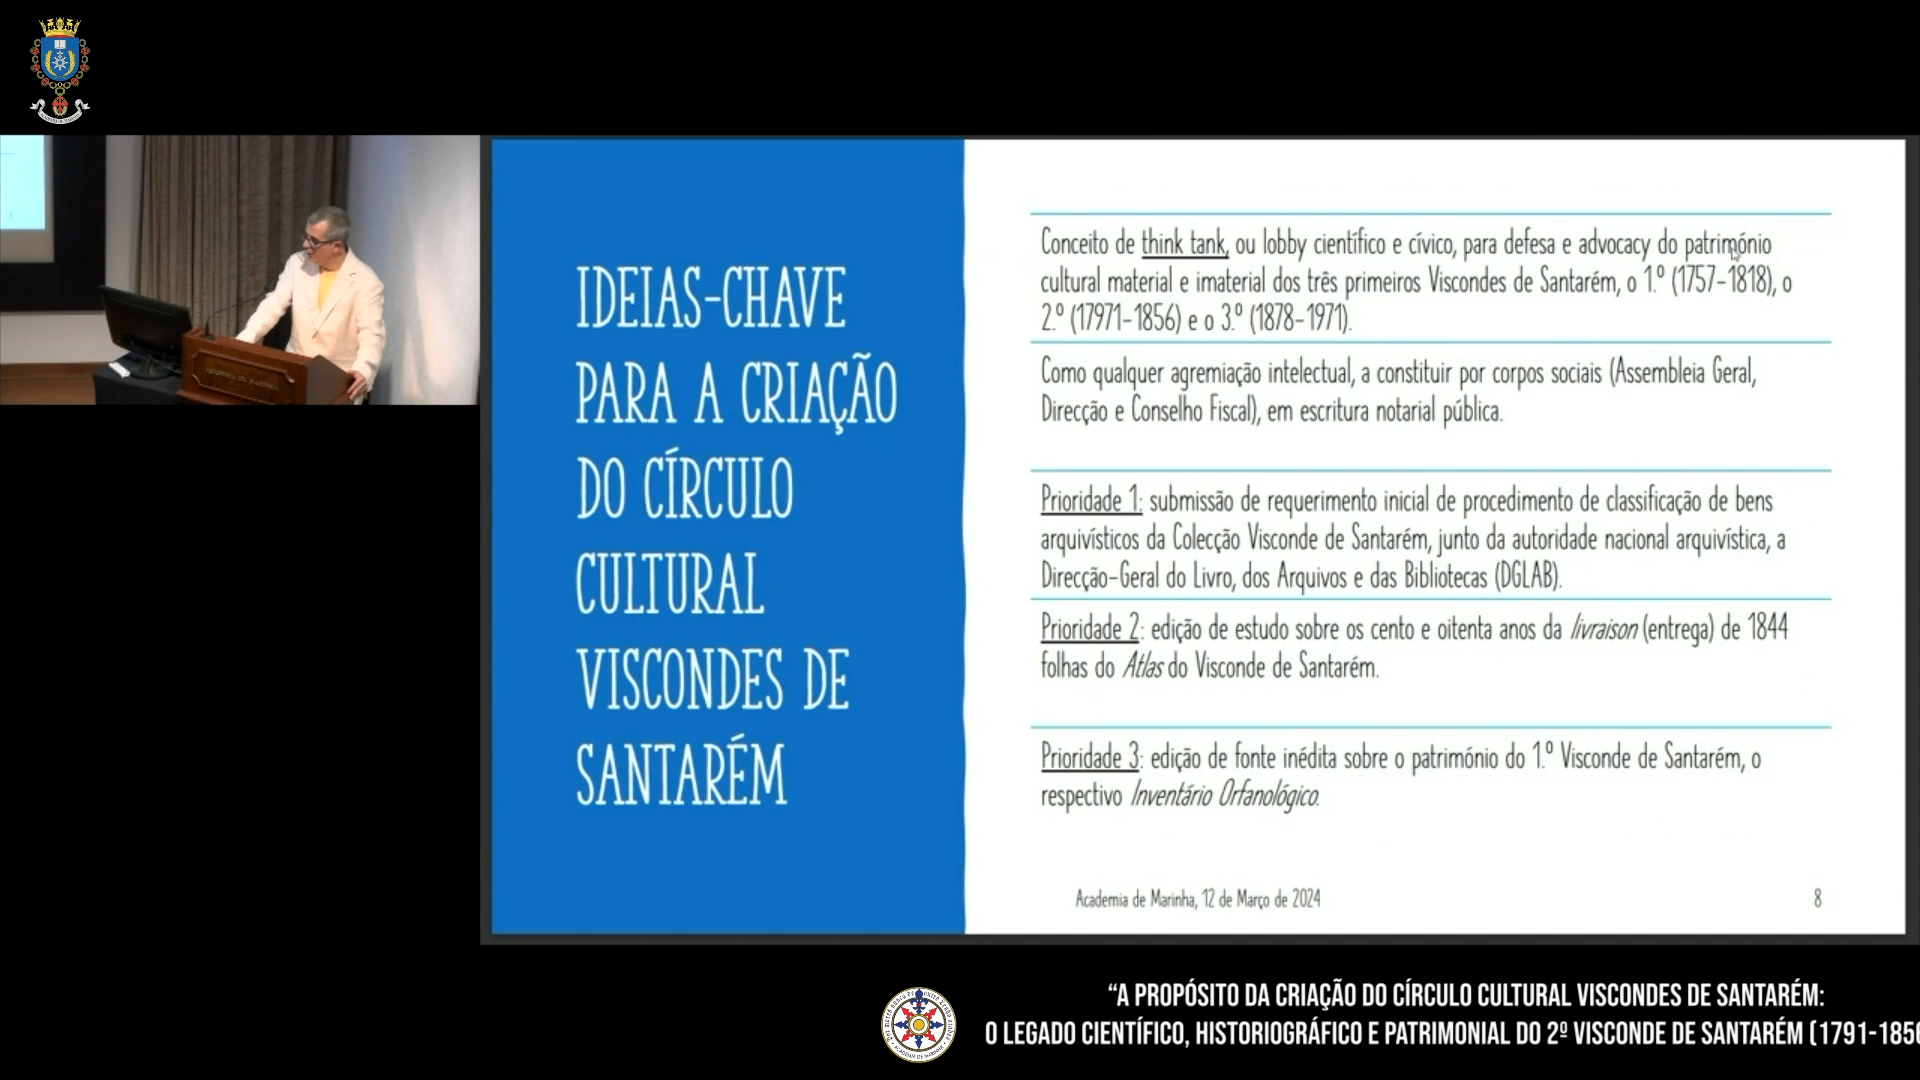 IDEIAS-CHAVE
PARA A CRIAÇÃO
DO CÍRCULO
CULTURAL
VISCONDES DE
SANTARÉM
Conceito de think tank, ou lobby científico e cívico, para defesa e advocacy do património
cultural material e imaterial dos três primeiros Viscondes de Santarém, o 1.º (1757-1818), o
2.º (17971-1856) e o 3.º (1878-1971).
Como qualquer agremiação intelectual, a constituir por corpos sociais (Assembleia Geral,
Direcção e Conselho Fiscal), em escritura notarial pública.
Prioridade 1: submissão de requerimento inicial de procedimento de classificação de bens
arquivísticos da Colecção Visconde de Santarém, junto da autoridade nacional arquivística, a
Direcção-Geral do Livro, dos Arquivos e das Bibliotecas (DGLAB).
Prioridade 2: edição de estudo sobre os cento e oitenta anos da livraison (entrega) de 1844
folhas do Atlas do Visconde de Santarém.
Prioridade 3: edição de fonte inédita sobre o património do 1.º Visconde de Santarém, o
respectivo Inventário Orfanológico.
Academia de Marinha, 12 de Março de 2024
8
ACADEMIA DE MARINHA
“A PROPÓSITO DA CRIAÇÃO DO CÍRCULO CULTURAL VISCONDES DE SANTARÉM:
O LEGADO CIENTÍFICO, HISTORIOGRÁFICO E PATRIMONIAL DO 2º VISCONDE DE SANTARÉM (1791-1856